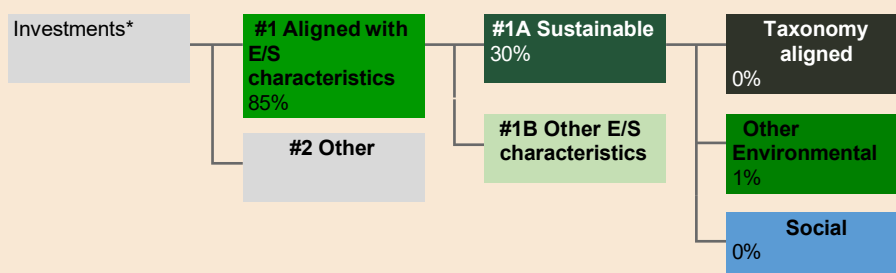 Investments*
#1 Aligned with
E/S
characteristics
85%
#2 Other
#1A Sustainable
30%
#1B Other E/S
characteristics
Taxonomy
aligned
0%
Other
Environmental
1%
Social
0%